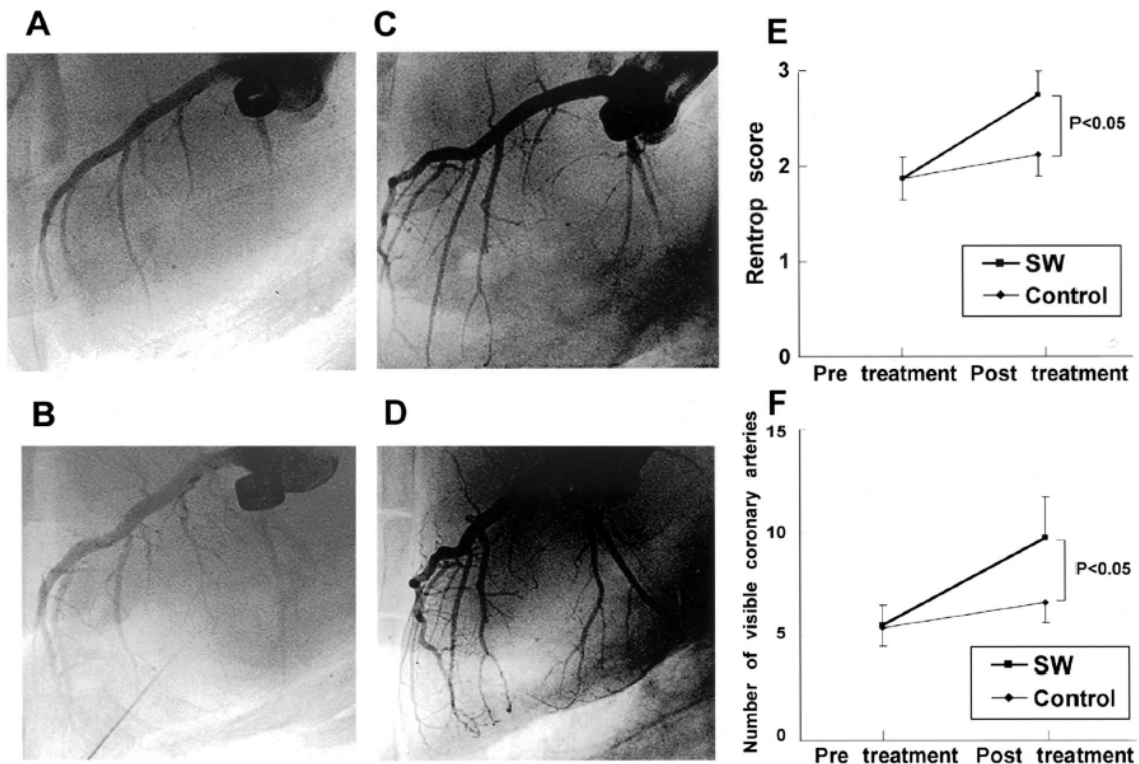 A
C
B
D
E
Rentrop score
3
2
1
0
P<0.05
SW
Control
Pre treatment Post treatment
F
Number of visible coronary arteries
15
10
5
0
P<0.05
SW
Control
Pre treatment Post treatment